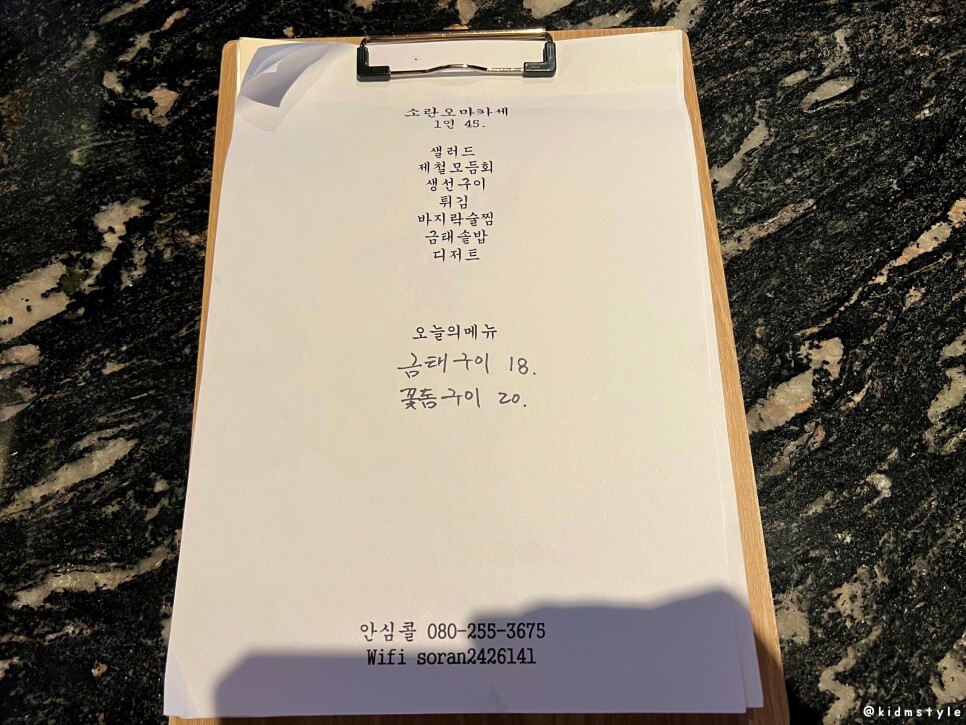 소란오마카세
1인 45.
샐러드
제철모듬회
생선구이
튀김
바지락술찜
금태솥밥
디저트
오늘의메뉴
금태구이 18.
꽃돔구이 20.
안심콜 080-255-3675
Wifi soran2426141
@kidmstyle